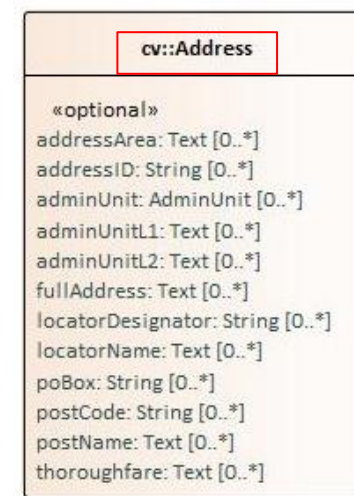 cv::Address
«optional»
addressArea: Text [0..*]
addressID: String [0..*]
adminUnit: AdminUnit [0..*]
adminUnitL1: Text [0..*]
adminUnitL2: Text [0..*]
fullAddress: Text [0..*]
locatorDesignator: String [0..*]
locatorName: Text [0..*]
poBox: String [0..*]
postCode: String [0..*]
postName: Text [0..*]
thoroughfare: Text [0..*]